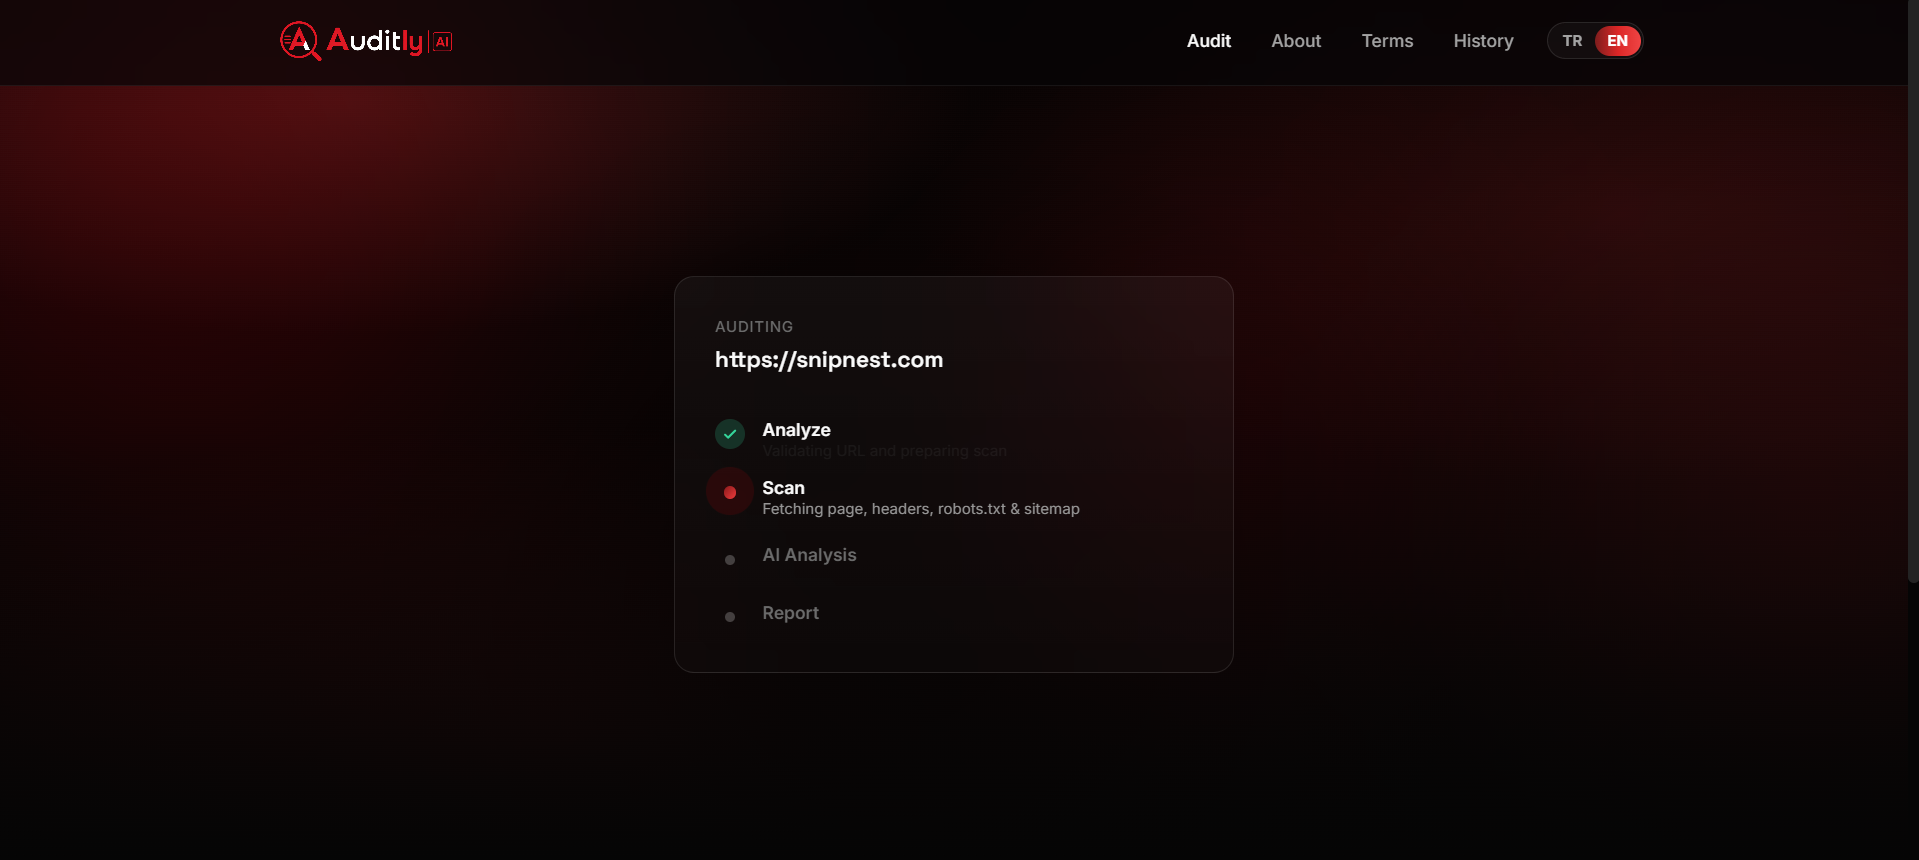 Auditly AI
Audit About Terms History TR EN
AUDITING
https://snipnest.com
Analyze
Validating URL and preparing scan
Scan
Fetching page, headers, robots.txt & sitemap
AI Analysis
Report